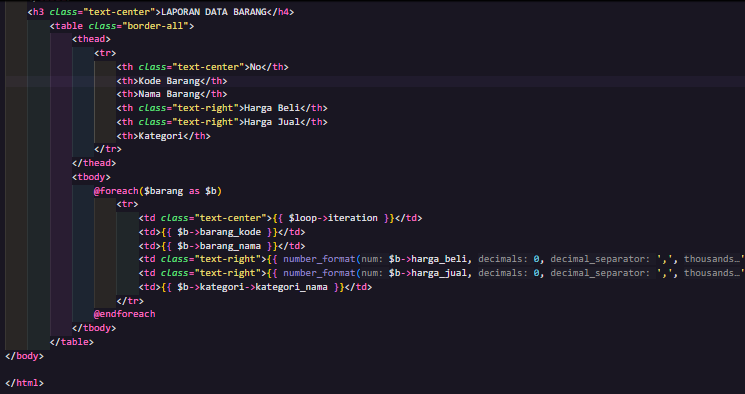 <h3 class="text-center">LAPORAN DATA BARANG</h4>
<table class="border-all">
<thead>
<tr>
<th class="text-center">No</th>
<th>Kode Barang</th>
<th>Nama Barang</th>
<th class="text-right">Harga Beli</th>
<th class="text-right">Harga Jual</th>
<th>Kategori</th>
</tr>
</thead>
<tbody>
@foreach($barang as $b)
<tr>
<td class="text-center">{{ $loop->iteration }}</td>
<td>{{ $b->barang_kode }}</td>
<td>{{ $b->barang_nama }}</td>
<td class="text-right">{{ number_format(num: $b->harga_beli, decimals: 0, decimal_separator: ',', thousands…'
<td class="text-right">{{ number_format(num: $b->harga_jual, decimals: 0, decimal_separator: ',', thousands…'
<td>{{ $b->kategori->kategori_nama }}</td>
</tr>
@endforeach
</tbody>
</table>
</body>
</html>